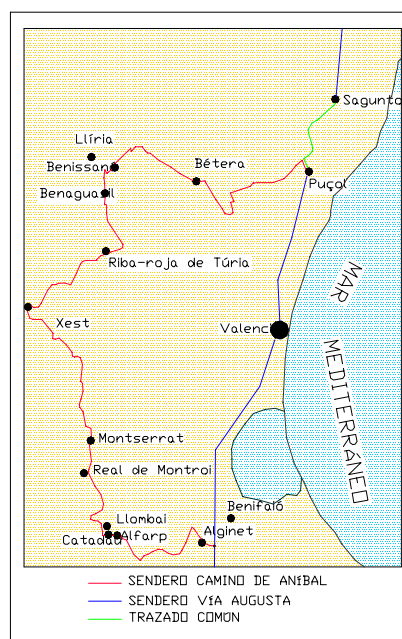 Sagunto
Llíria
Benissanó
Bétera
Puçol
Benaguasil
Riba-roja de Túria
MAR
Xest
Valencia
MEDITERRÁNEO
Montserrat
Real de Montroi
Benifaió
Llombai
Catadau
Alfarp
Alginet
SENDERO CAMINO DE ANÍBAL
SENDERO VÍA AUGUSTA
TRAZADO COMÚN